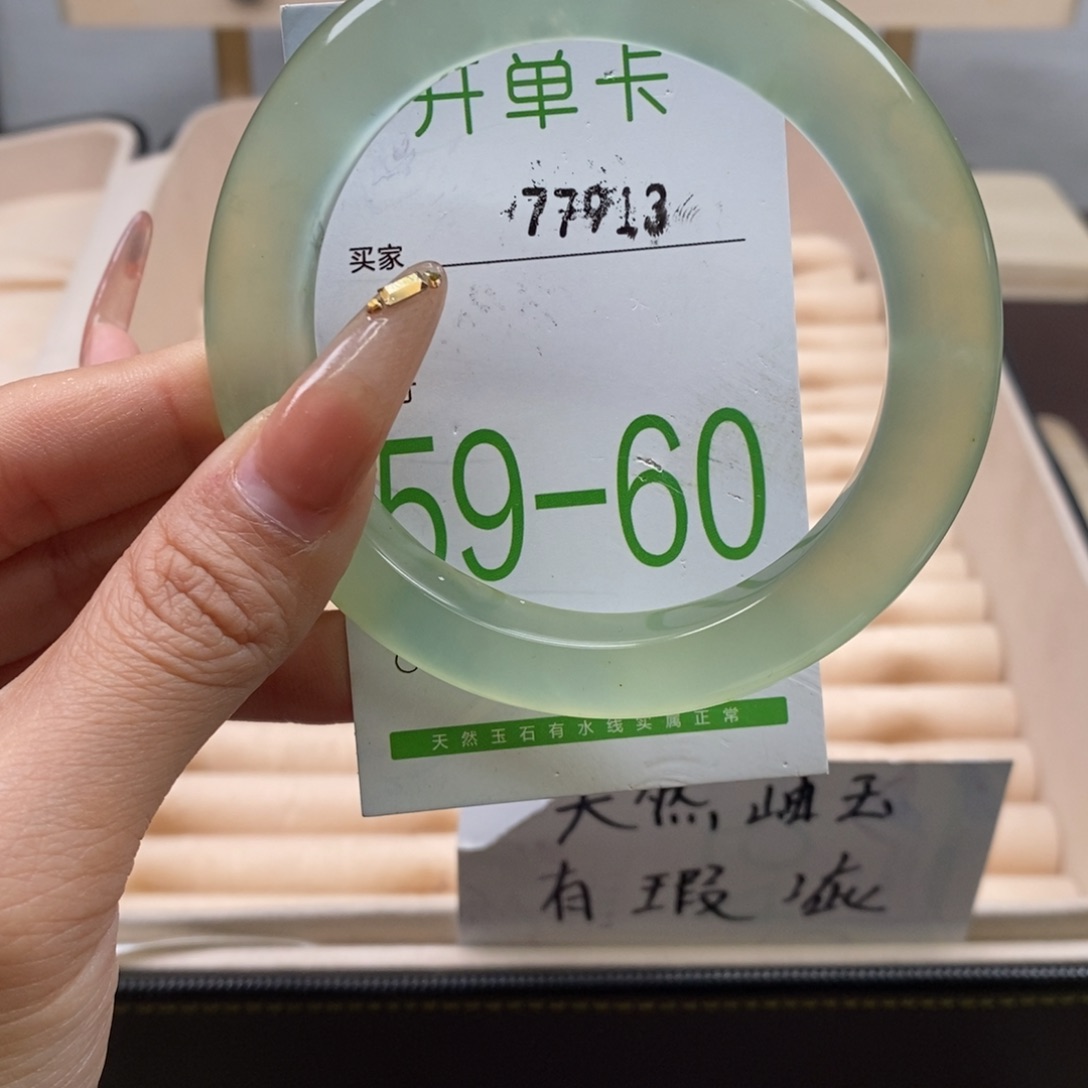 开单卡
77913
买家
59-60
天然玉石有水线实属正常
天然岫玉
有瑕疵